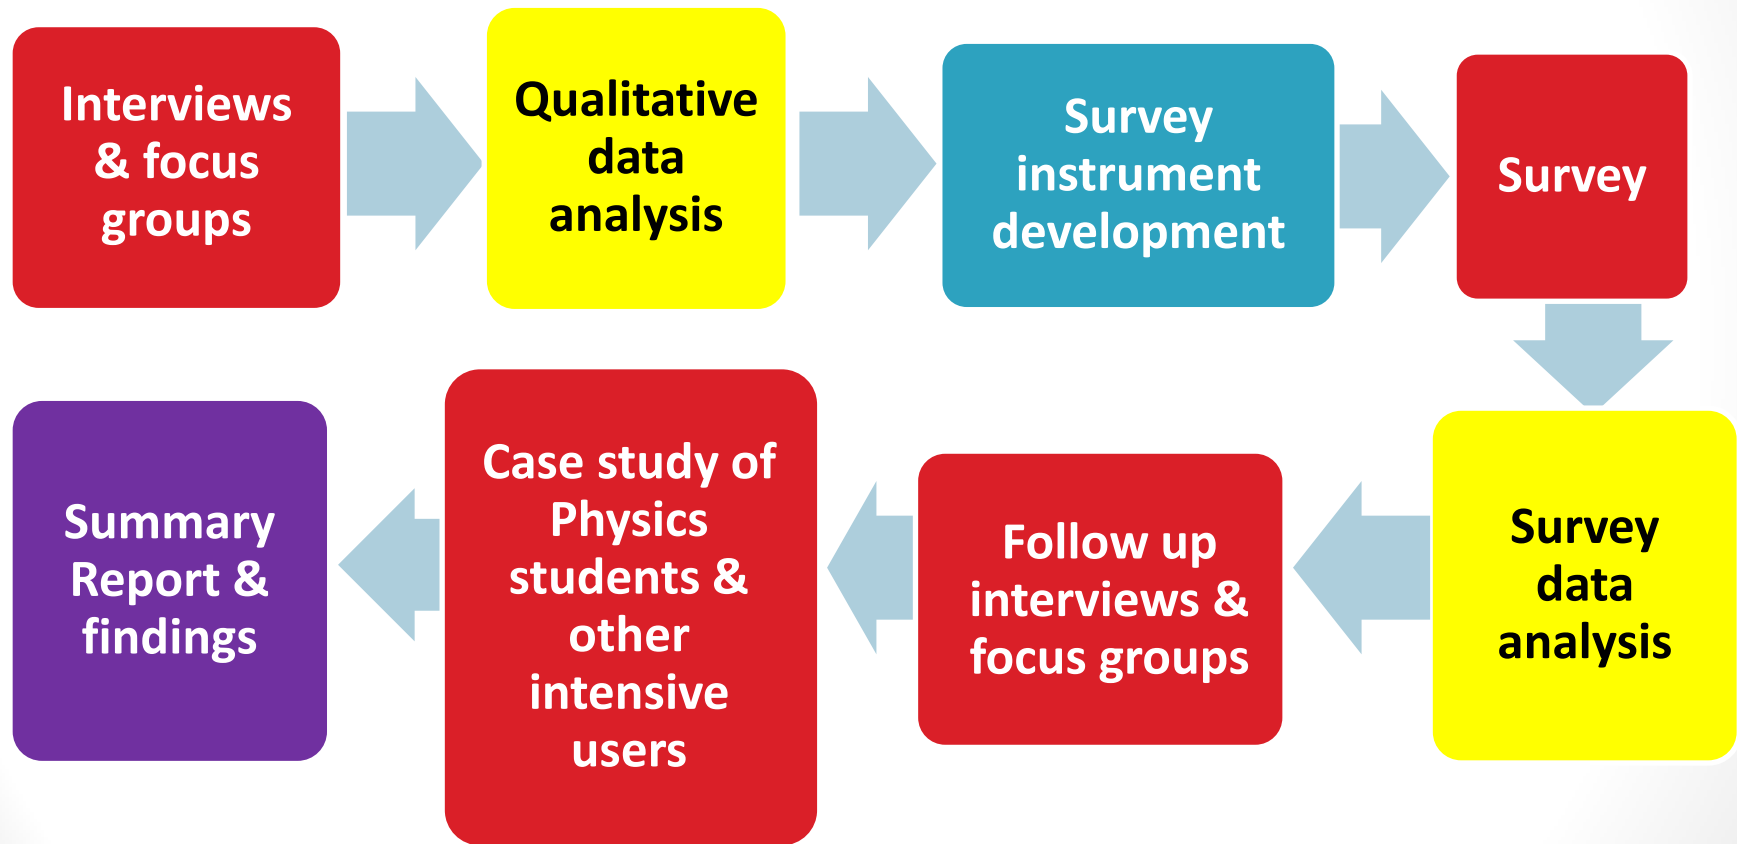 Interviews
& focus
groups
Qualitative
data
analysis
Survey
instrument
development
Survey
Survey
data
analysis
Follow up
interviews &
focus groups
Case study of
Physics
students &
other
intensive
users
Summary
Report &
findings